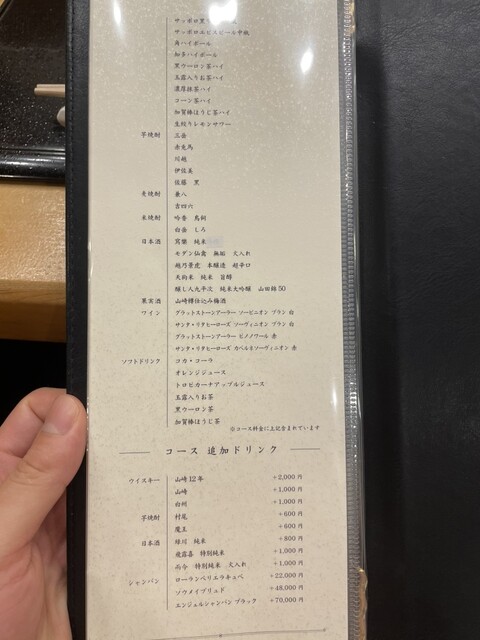 サッポロ黒
サッポロヱビスビール中瓶
角ハイボール
知多ハイボール
黒ウーロン茶ハイ
玉露入りお茶ハイ
濃厚抹茶ハイ
コーン茶ハイ
加賀棒ほうじ茶ハイ
生絞りレモンサワー
芋焼酎 三岳
赤兎馬
川越
伊佐美
佐藤 黒
麦焼酎 兼八
吉四六
米焼酎 吟香 鳥飼
白岳 しろ
日本酒 寫樂 純米
モダン仙禽 無垢 火入れ
越乃景虎 本醸造 超辛口
天狗米 純米 旨醇
醸し人九平次 純米大吟醸 山田錦50
果実酒 山崎樽仕込み梅酒
ワイン グラットストーンアーラー ソービニオン ブラン 白
サンタ・リタヒーローズ ソーヴィニオン ブラン 白
グラットストーンアーラー ピノノワール 赤
サンタ・リタヒーローズ カベルネソーヴィニオン 赤
ソフトドリンク コカ・コーラ
オレンジジュース
トロピカーナアップルジュース
玉露入りお茶
黒ウーロン茶
加賀棒ほうじ茶
※コース料金に上記含まれています
コース 追加ドリンク
ウイスキー 山崎12年 +2,000円
山崎 +1,000円
白州 +1,000円
芋焼酎 村尾 +600円
魔王 +600円
日本酒 緑川 純米 +800円
飛露喜 特別純米 +1,000円
而今 特別純米 火入れ +1,000円
シャンパン ローランペリエラキュベ +22,000円
ソウメイブリュト +48,000円
エンジェルシャンパン ブラック +70,000円